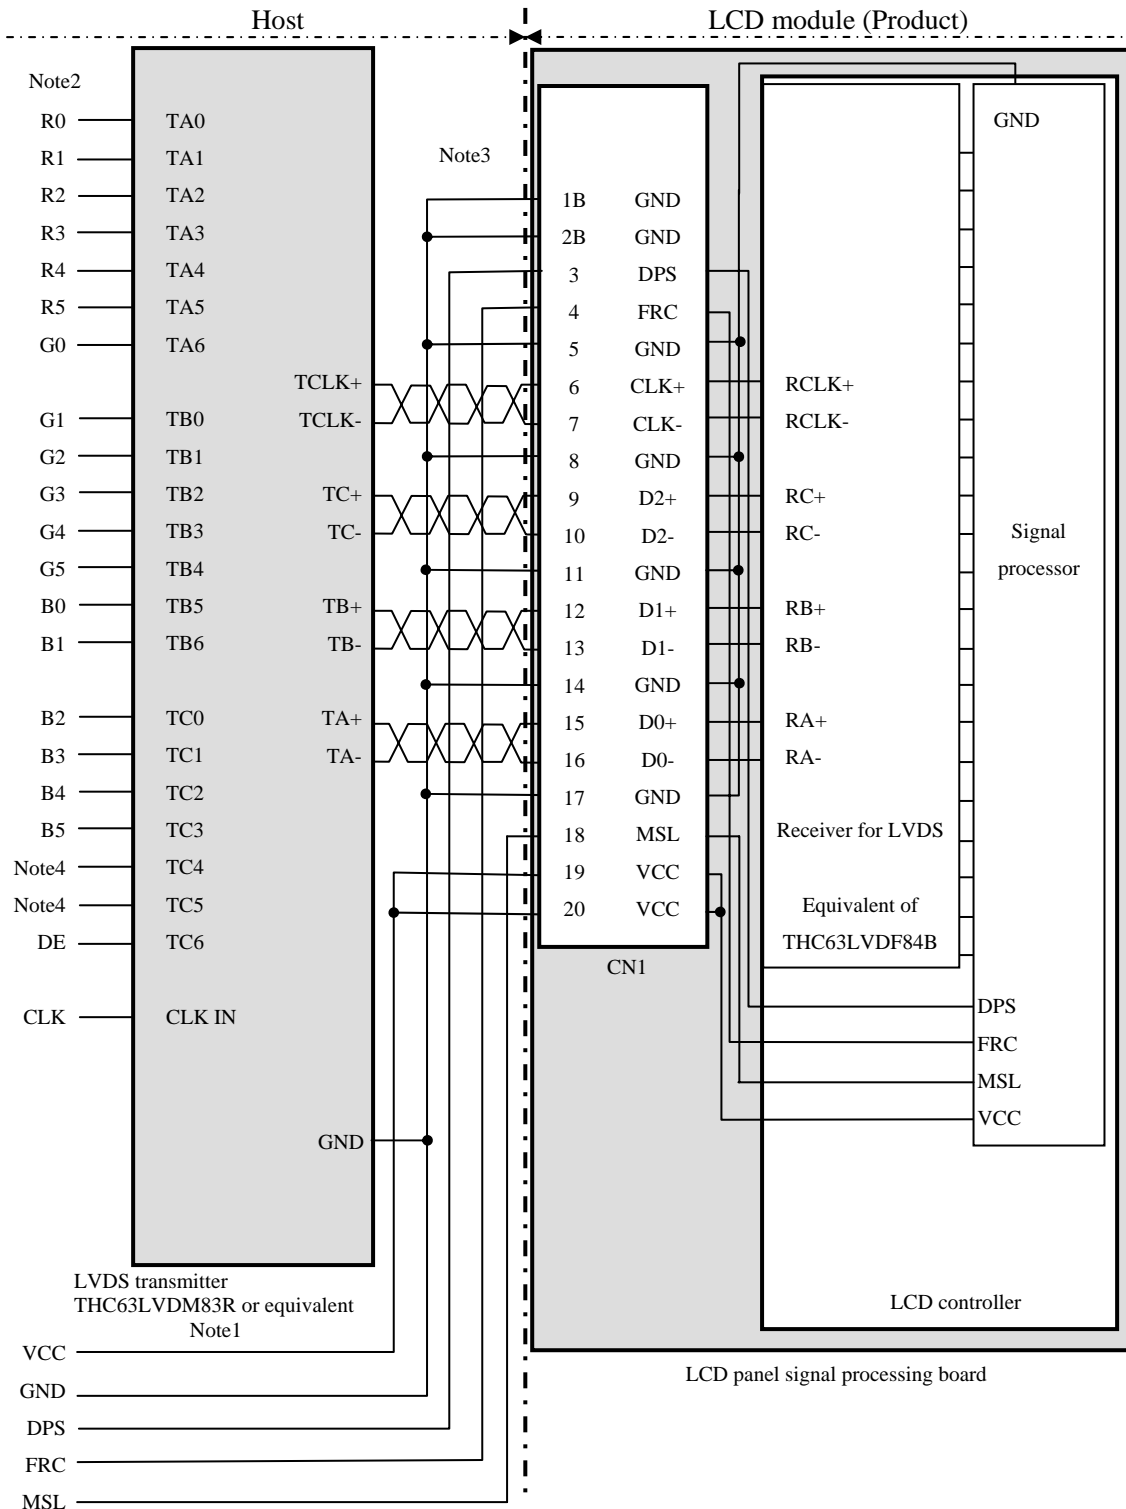 Host LCD module (Product)
Note2
R0 TA0
R1 TA1
R2 TA2
R3 TA3
R4 TA4
R5 TA5
G0 TA6
G1 TB0
G2 TB1
G3 TB2
G4 TB3
G5 TB4
B0 TB5
B1 TB6
B2 TC0
B3 TC1
B4 TC2
B5 TC3
Note4 TC4
Note4 TC5
DE TC6
CLK CLK IN
TCLK+
TCLK-
TC+
TC-
TB+
TB-
TA+
TA-
GND
LVDS transmitter
THC63LVDM83R or equivalent
Note1
VCC
GND
DPS
FRC
MSL
Note3
1B GND
2B GND
3 DPS
4 FRC
5 GND
6 CLK+
7 CLK-
8 GND
9 D2+
10 D2-
11 GND
12 D1+
13 D1-
14 GND
15 D0+
16 D0-
17 GND
18 MSL
19 VCC
20 VCC
CN1
RCLK+
RCLK-
RC+
RC-
RB+
RB-
RA+
RA-
Receiver for LVDS
Equivalent of
THC63LVDF84B
GND
Signal
processor
DPS
FRC
MSL
VCC
LCD controller
LCD panel signal processing board